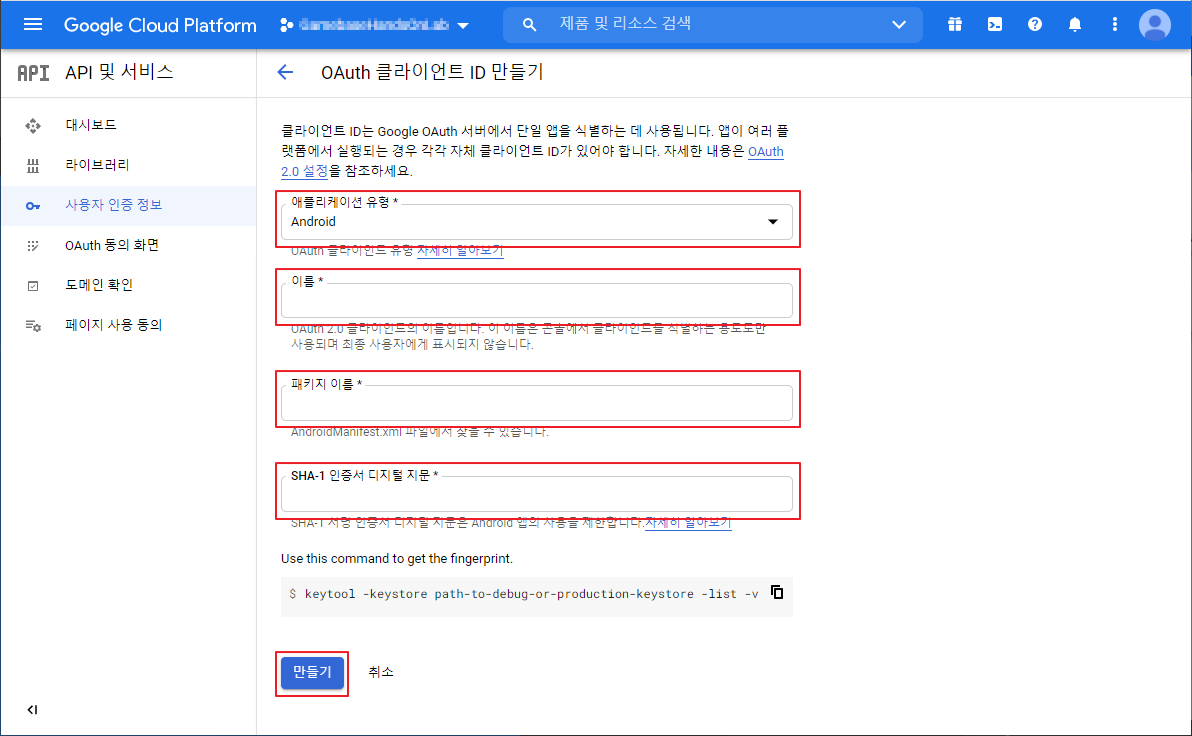 Google Cloud Platform
제품 및 리소스 검색
API API 및 서비스
OAuth 클라이언트 ID 만들기
대시보드
라이브러리
사용자 인증 정보
OAuth 동의 화면
도메인 확인
페이지 사용 동의
클라이언트 ID는 Google OAuth 서버에서 단일 앱을 식별하는 데 사용됩니다. 앱이 여러 플
랫폼에서 실행되는 경우 각각 자체 클라이언트 ID가 있어야 합니다. 자세한 내용은 OAuth
2.0 설정을 참조하세요.
애플리케이션 유형 *
Android
OAuth 클라이언트 유형 자세히 알아보기
이름 *
OAuth 2.0 클라이언트의 이름입니다. 이 이름은 콘솔에서 클라이언트를 식별하는 용도로만
사용되며 최종 사용자에게 표시되지 않습니다.
패키지 이름 *
AndroidManifest.xml 파일에서 찾을 수 있습니다.
SHA-1 인증서 디지털 지문 *
SHA-1 서명 인증서 디지털 지문은 Android 앱의 사용을 제한합니다.자세히 알아보기
Use this command to get the fingerprint.
$ keytool -keystore path-to-debug-or-production-keystore -list -v
만들기
취소